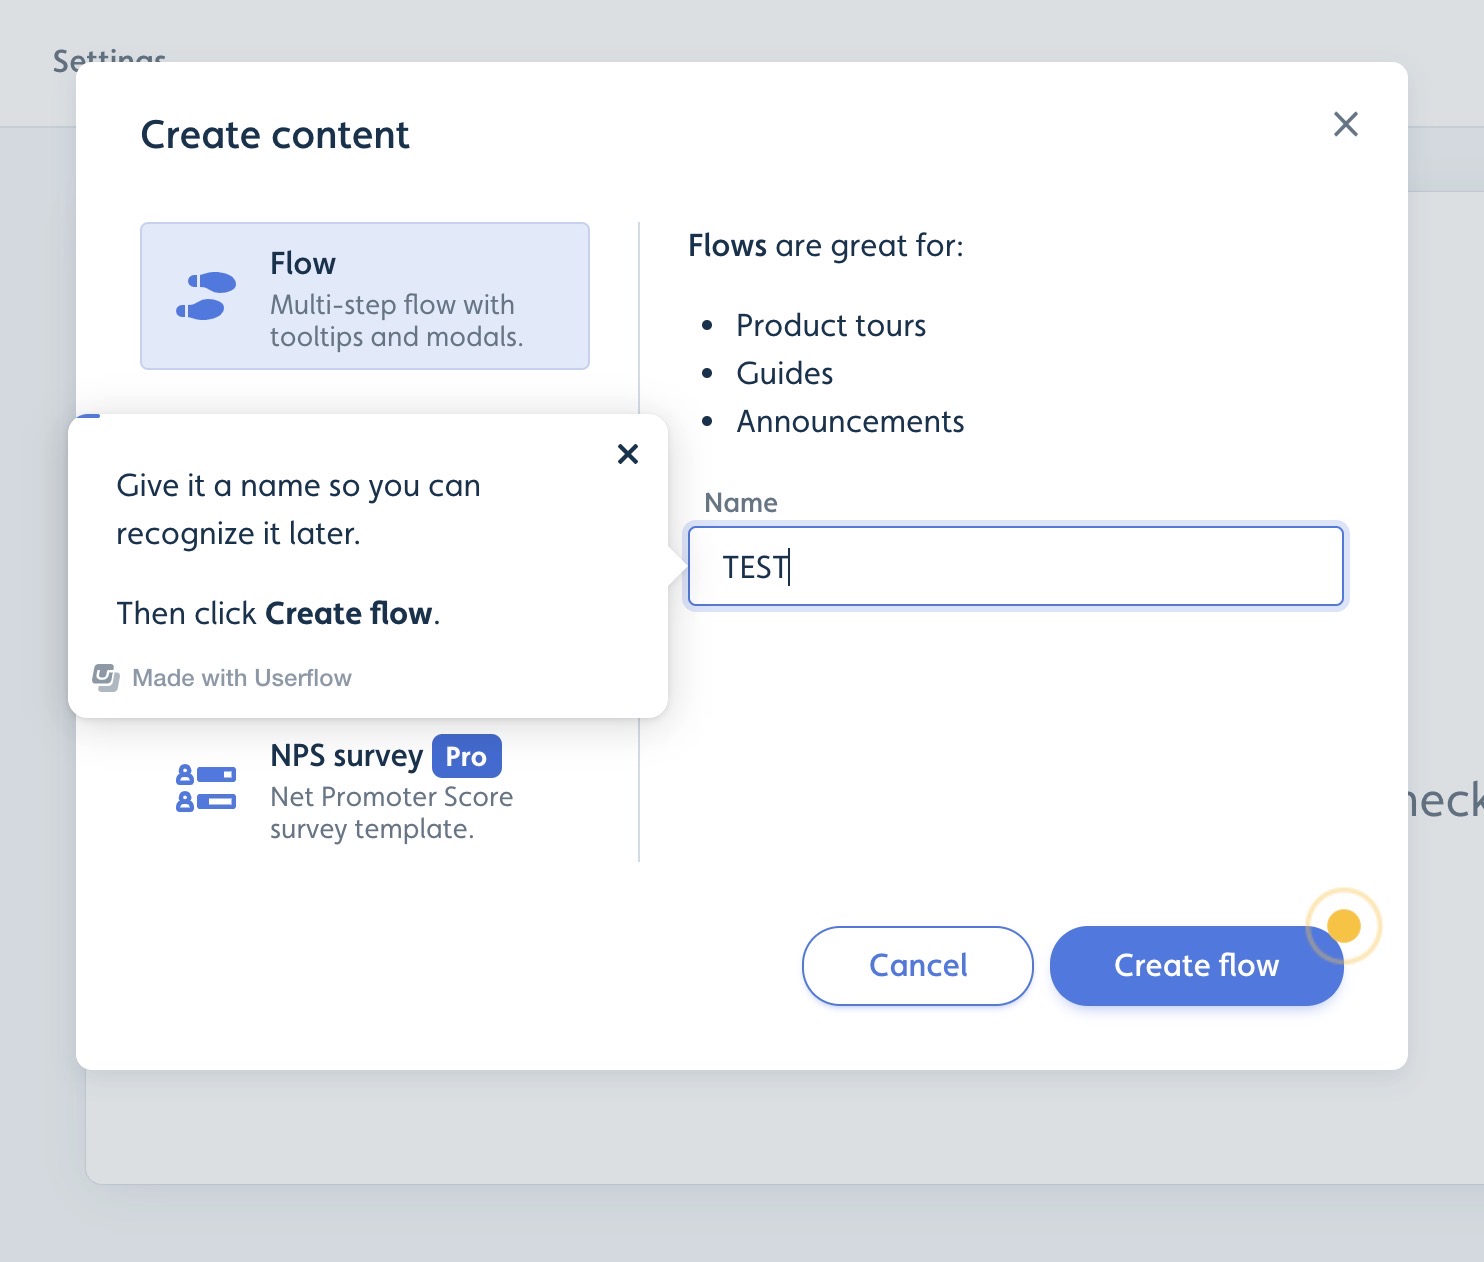 Settings
Create content
Flow
Multi-step flow with
tooltips and modals.
Give it a name so you can
recognize it later.
Then click Create flow.
Made with Userflow
NPS survey Pro
Net Promoter Score
survey template.
Flows are great for:
• Product tours
• Guides
• Announcements
Name
TEST
Cancel
Create flow